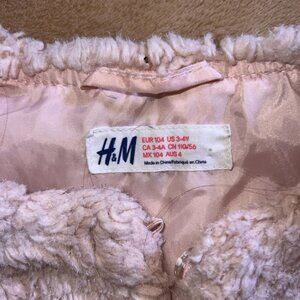 H&M
EUR 104 US 3-4Y
CA 3-4A CN 110/56
MX 104 AUS 4
Made in China/Fabriqué en Chine